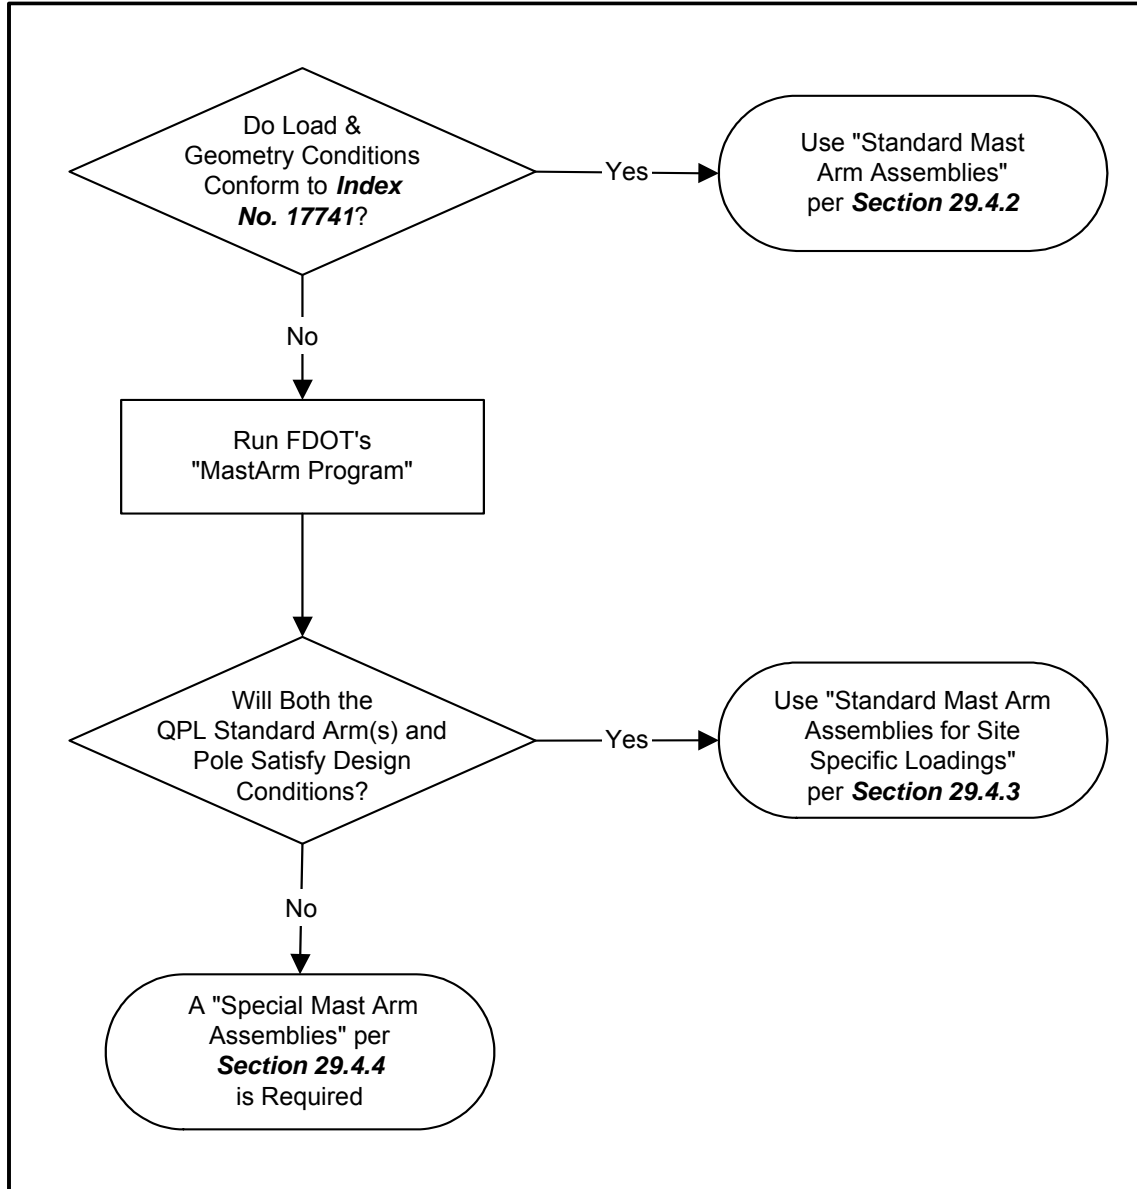 Do Load &
Geometry Conditions
Conform to Index
No. 17741?
Yes
Use "Standard Mast
Arm Assemblies"
per Section 29.4.2
No
Run FDOT's
"MastArm Program"
Will Both the
QPL Standard Arm(s) and
Pole Satisfy Design
Conditions?
Yes
Use "Standard Mast Arm
Assemblies for Site
Specific Loadings"
per Section 29.4.3
No
A "Special Mast Arm
Assemblies" per
Section 29.4.4
is Required